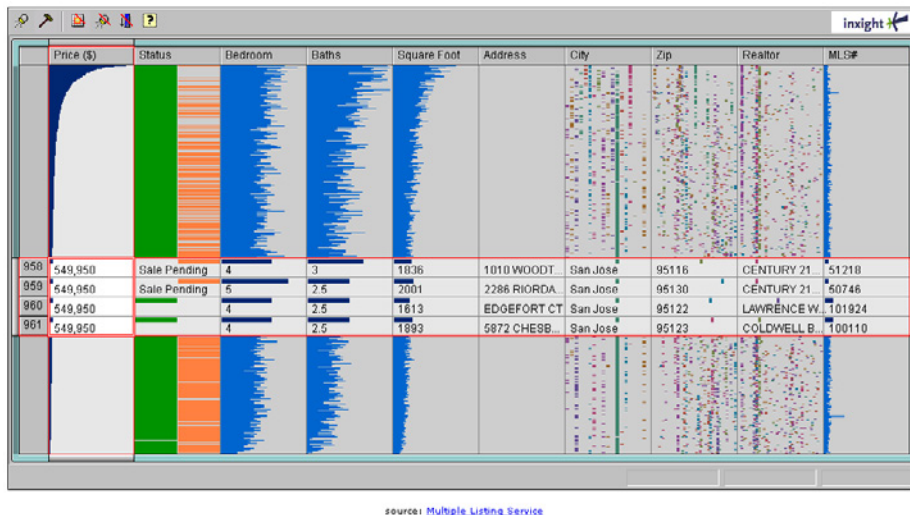 inxight
Price ($) Status Bedroom Baths Square Foot Address City Zip Realtor MLS#
958 549,950 Sale Pending 4 3 1836 1010 WOODT... San Jose 95116 CENTURY 21... 51218
959 549,950 Sale Pending 5 2.5 2001 2286 RIORDA... San Jose 95130 CENTURY 21... 50746
960 549,950 4 2.5 1613 EDGEFORT CT San Jose 95122 LAWRENCE W... 101924
961 549,950 4 2.5 1893 5872 CHESB... San Jose 95123 COLDWELL B... 100110
source: Multiple Listing Service